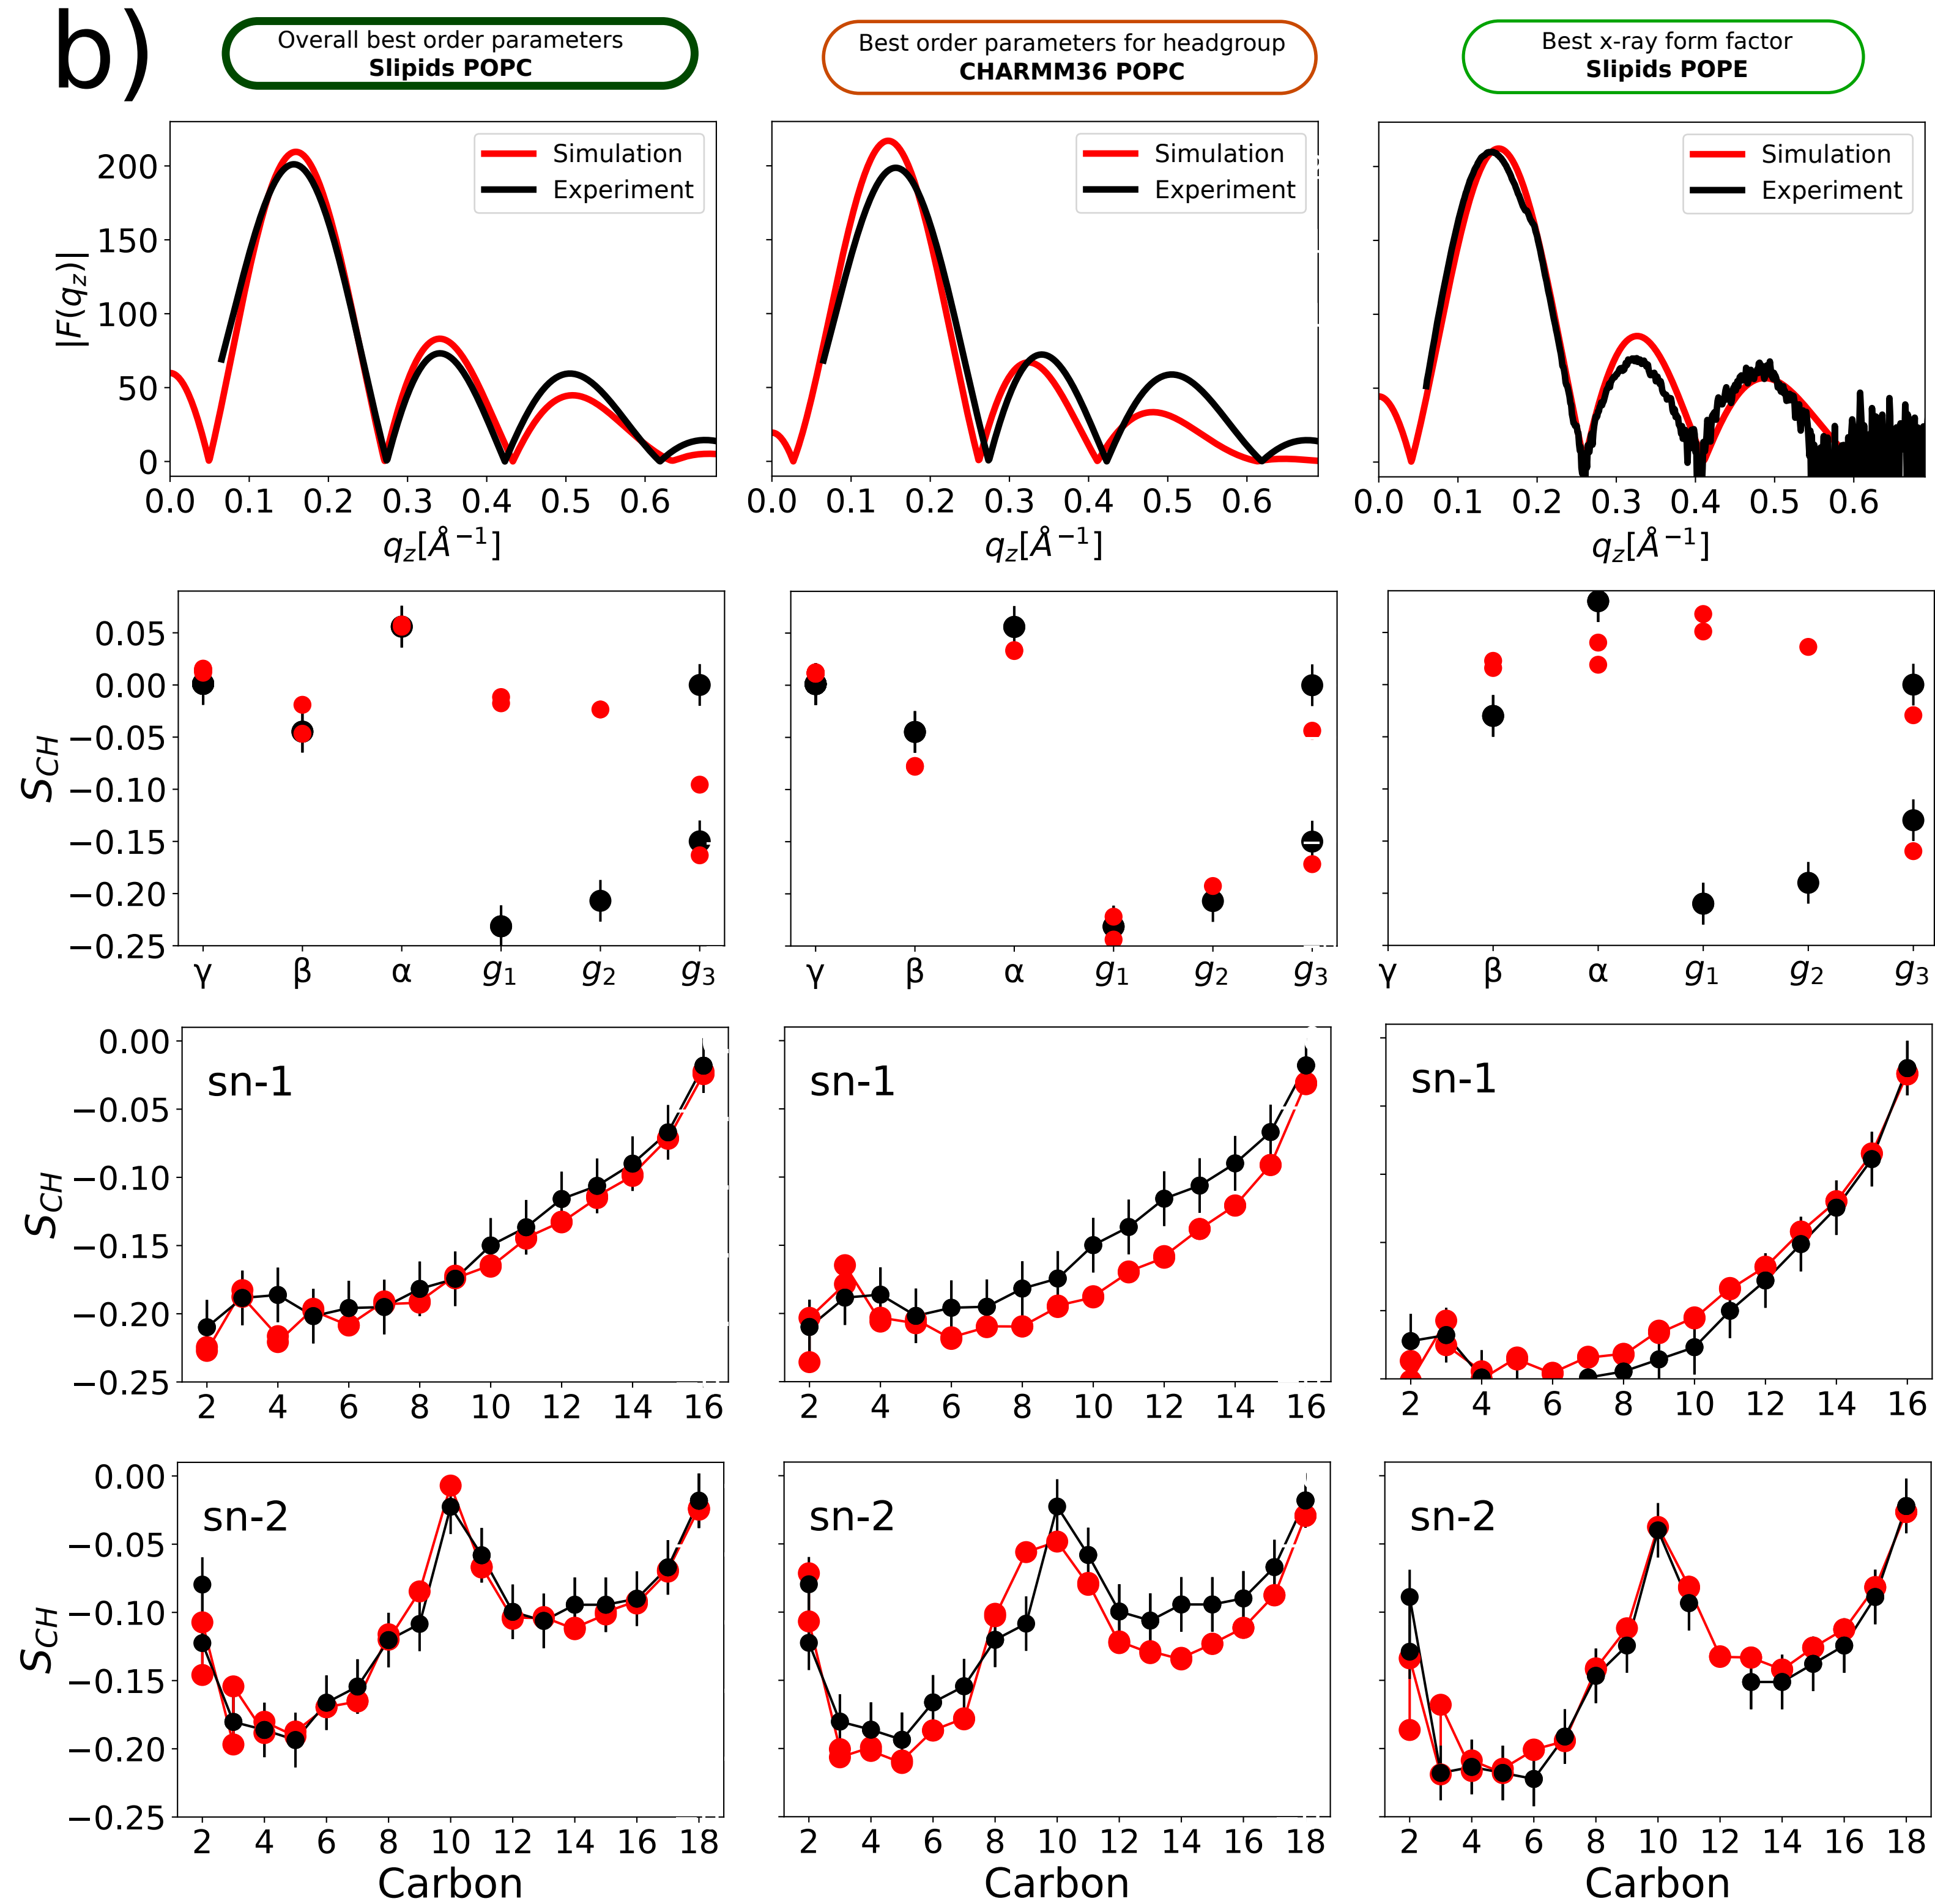 b)
Overall best order parameters
Slipids POPC
Best order parameters for headgroup
CHARMM36 POPC
Best x-ray form factor
Slipids POPE
|F(q_z)|
200
150
100
50
0
Simulation
Experiment
Simulation
Experiment
Simulation
Experiment
0.0 0.1 0.2 0.3 0.4 0.5 0.6
0.0 0.1 0.2 0.3 0.4 0.5 0.6
0.0 0.1 0.2 0.3 0.4 0.5 0.6
q_z[Å⁻¹]
q_z[Å⁻¹]
q_z[Å⁻¹]
S_CH
0.05
0.00
−0.05
−0.10
−0.15
−0.20
−0.25
γ β α g₁ g₂ g₃
γ β α g₁ g₂ g₃
γ β α g₁ g₂ g₃
S_CH
0.00
−0.05
−0.10
−0.15
−0.20
−0.25
sn-1
sn-1
sn-1
2 4 6 8 10 12 14 16
2 4 6 8 10 12 14 16
2 4 6 8 10 12 14 16
S_CH
0.00
−0.05
−0.10
−0.15
−0.20
−0.25
sn-2
sn-2
sn-2
2 4 6 8 10 12 14 16 18
2 4 6 8 10 12 14 16 18
2 4 6 8 10 12 14 16 18
Carbon
Carbon
Carbon